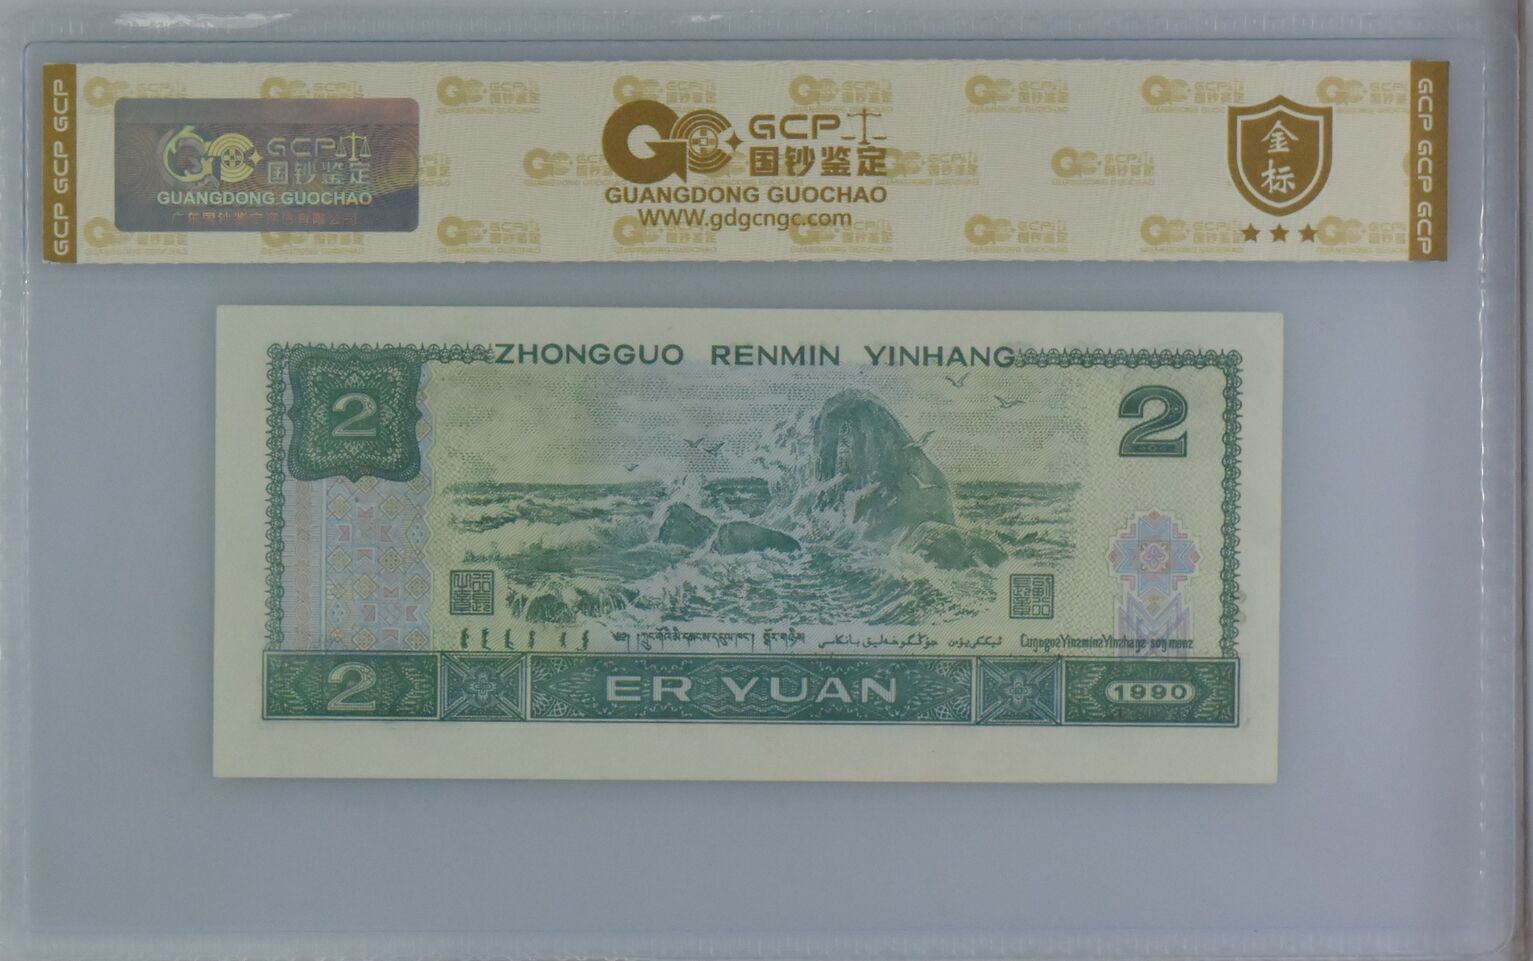 GCP GCP GCP
GCP
国钞鉴定
GUANGDONG GUOCHAO
GCP
国钞鉴定
GUANGDONG GUOCHAO
WWW.gdgcngc.com
金标
GCP GCP GCP
ZHONGGUO RENMIN YINHANG
2
2
2
ER YUAN
1990